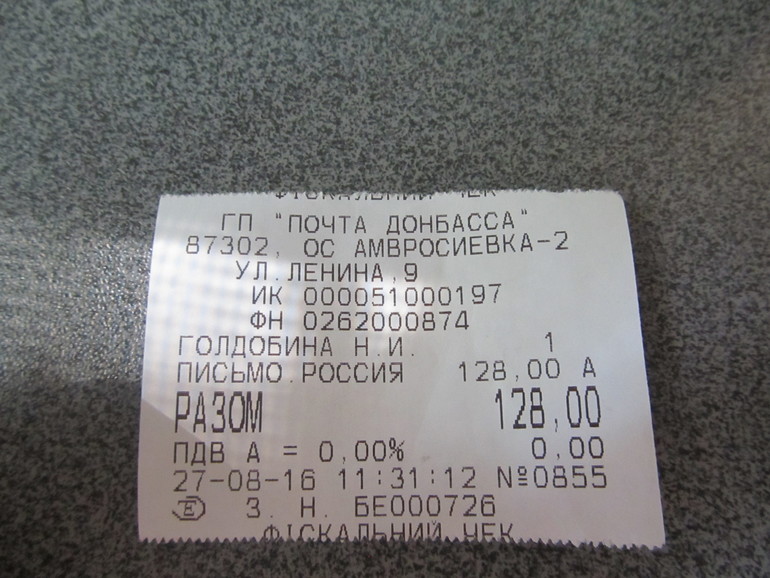 ФІСКАЛЬНИЙ ЧЕК
ГП "ПОЧТА ДОНБАССА"
87302, ОС АМВРОСИЕВКА-2
УЛ.ЛЕНИНА,9
ИК 000051000197
ФН 0262000874
ГОЛДОБИНА Н.И. 1
ПИСЬМО.РОССИЯ 128,00 А
РАЗОМ 128,00
ПДВ А = 0,00% 0,00
27-08-16 11:31:12 №0855
Є З. Н. БЕ000726
ФІСКАЛЬНИЙ ЧЕК